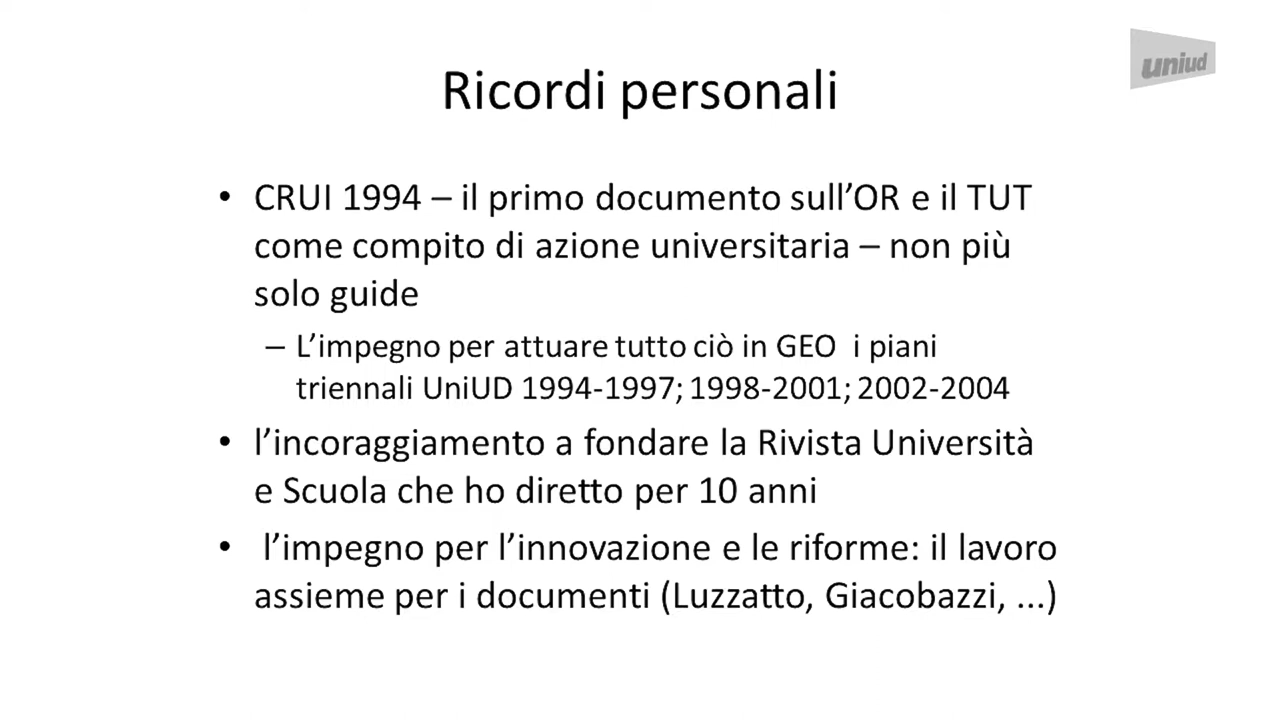 uniud
Ricordi personali
• CRUI 1994 – il primo documento sull’OR e il TUT
come compito di azione universitaria – non più
solo guide
– L’impegno per attuare tutto ciò in GEO  i piani
triennali UniUD 1994-1997; 1998-2001; 2002-2004
• l’incoraggiamento a fondare la Rivista Università
e Scuola che ho diretto per 10 anni
•  l’impegno per l’innovazione e le riforme: il lavoro
assieme per i documenti (Luzzatto, Giacobazzi, ...)